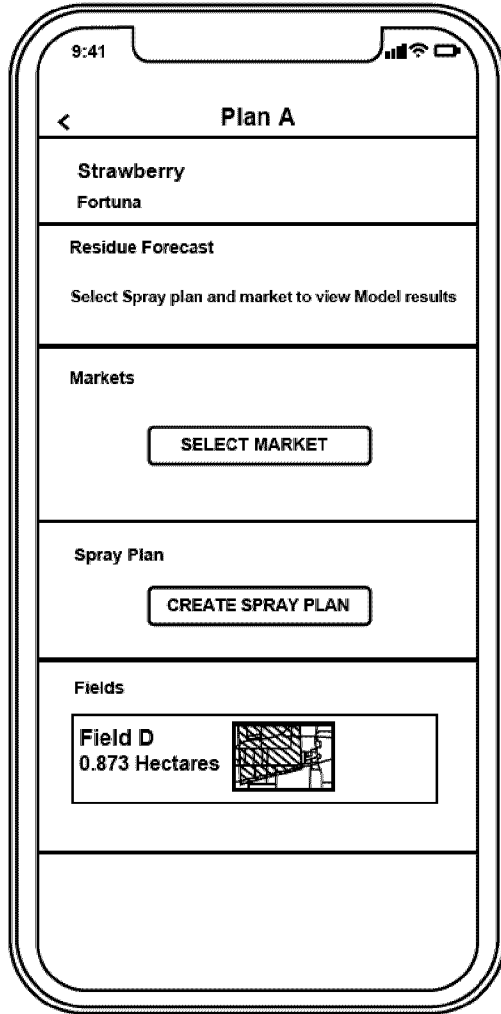 9:41
Plan A
Strawberry
Fortuna
Residue Forecast
Select Spray plan and market to view Model results
Markets
SELECT MARKET
Spray Plan
CREATE SPRAY PLAN
Fields
Field D
0.873 Hectares